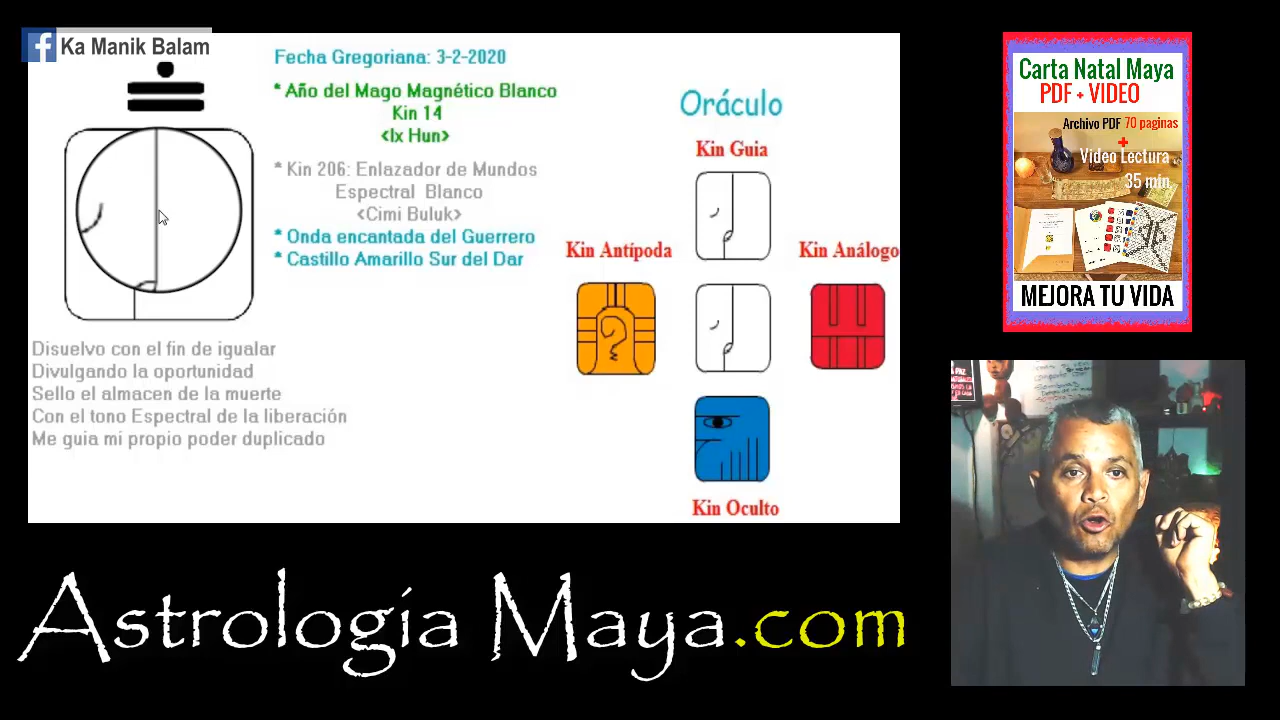 Ka Manik Balam
Fecha Gregoriana: 3-2-2020
* Año del Mago Magnético Blanco
Kin 14
<Ix Hun>
* Kin 206: Enlazador de Mundos
Espectral Blanco
<Cimi Buluk>
* Onda encantada del Guerrero
* Castillo Amarillo Sur del Dar
Disuelvo con el fin de igualar
Divulgando la oportunidad
Sello el almacen de la muerte
Con el tono Espectral de la liberación
Me guia mi propio poder duplicado
Oráculo
Kin Guia
Kin Antípoda
Kin Análogo
Kin Oculto
Carta Natal Maya
PDF + VIDEO
Archivo PDF 70 paginas
+
Video Lectura
35 min.
MEJORA TU VIDA
Astrología Maya.com